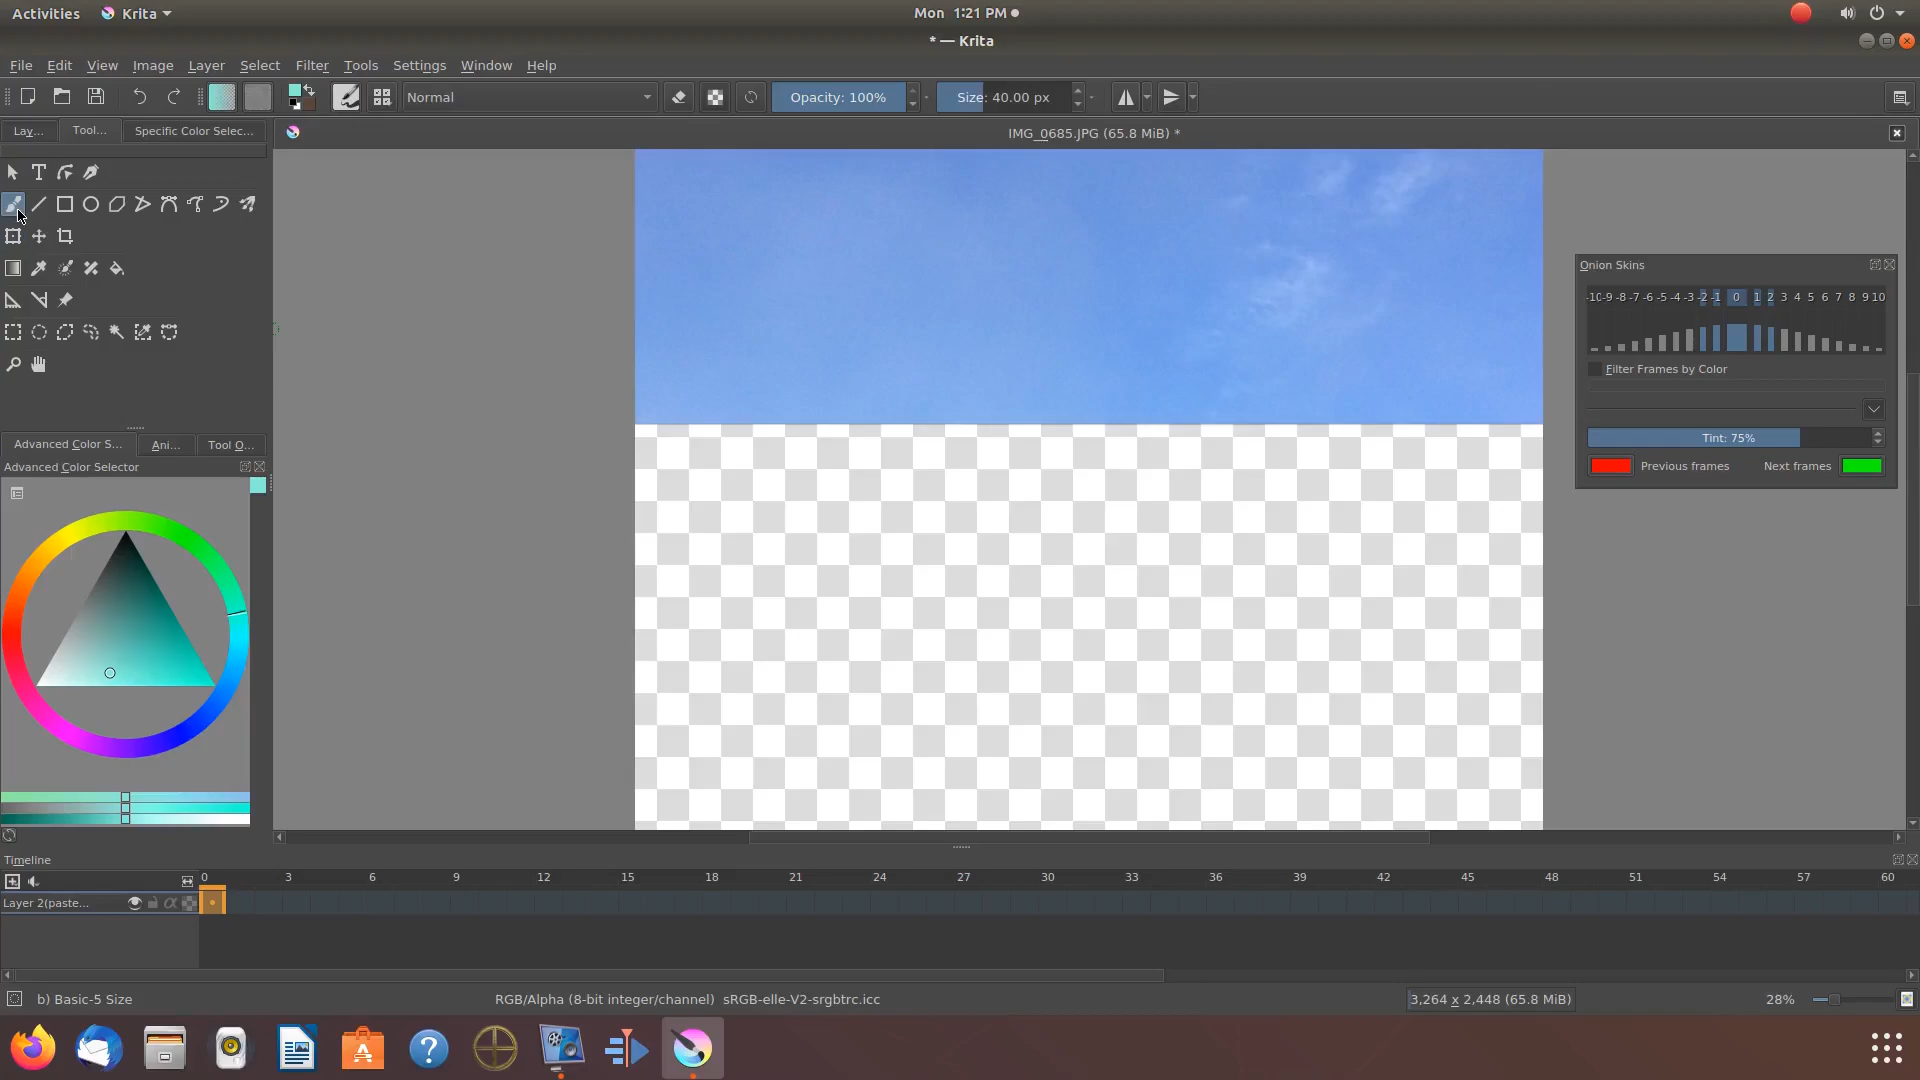 Activities Krita Mon 1:21 PM
* — Krita
File Edit View Image Layer Select Filter Tools Settings Window Help
Normal Opacity: 100% Size: 40.00 px
Lay... Tool... Specific Color Selec... IMG_0685.JPG (65.8 MiB) *
Onion Skins
-10 -9 -8 -7 -6 -5 -4 -3 -2 -1 0 1 2 3 4 5 6 7 8 9 10
Filter Frames by Color
Tint: 75%
Previous frames Next frames
Advanced Color S... Ani... Tool O...
Advanced Color Selector
Timeline
0 3 6 9 12 15 18 21 24 27 30 33 36 39 42 45 48 51 54 57 60
Layer 2(paste...
b) Basic-5 Size RGB/Alpha (8-bit integer/channel) sRGB-elle-V2-srgbtrc.icc 3,264 x 2,448 (65.8 MiB) 28%